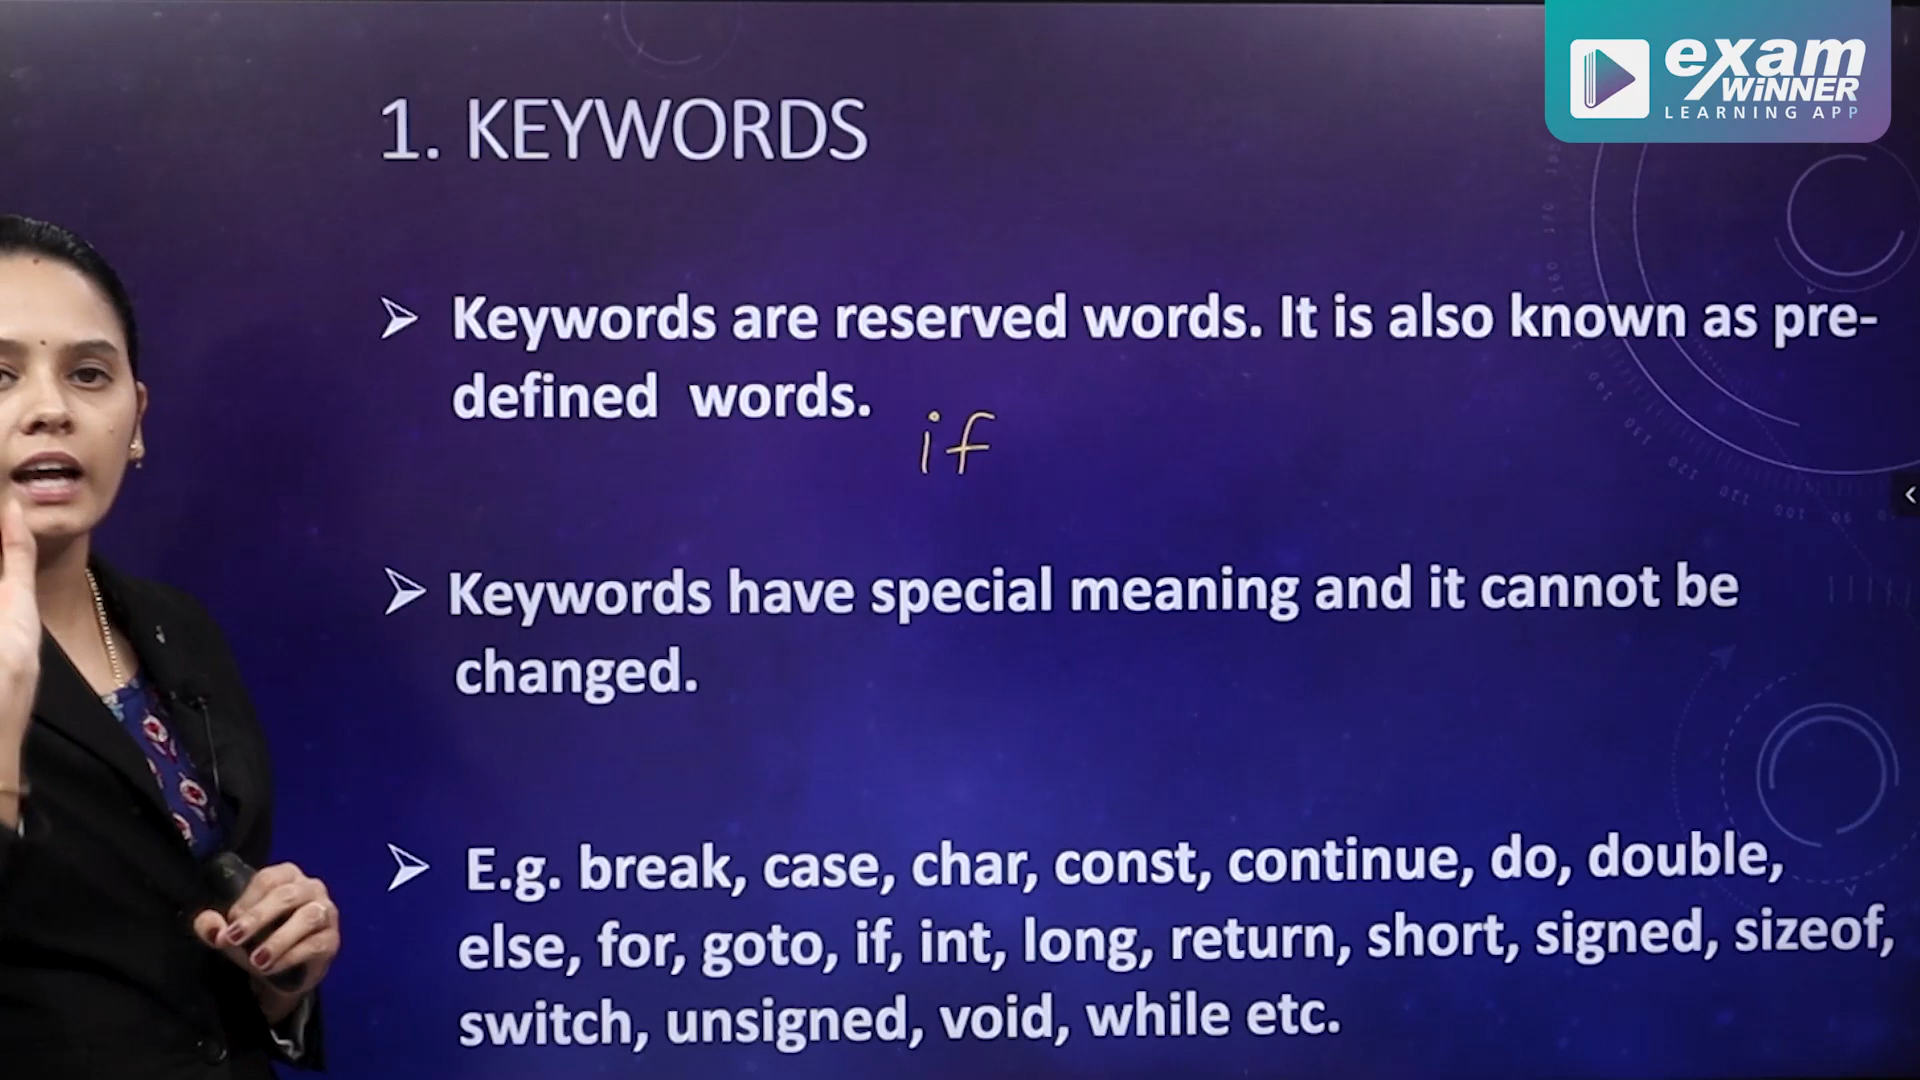 exam
WiNNER
LEARNING APP
1. KEYWORDS
Keywords are reserved words. It is also known as pre-
defined words.
if
Keywords have special meaning and it cannot be
changed.
E.g. break, case, char, const, continue, do, double,
else, for, goto, if, int, long, return, short, signed, sizeof,
switch, unsigned, void, while etc.